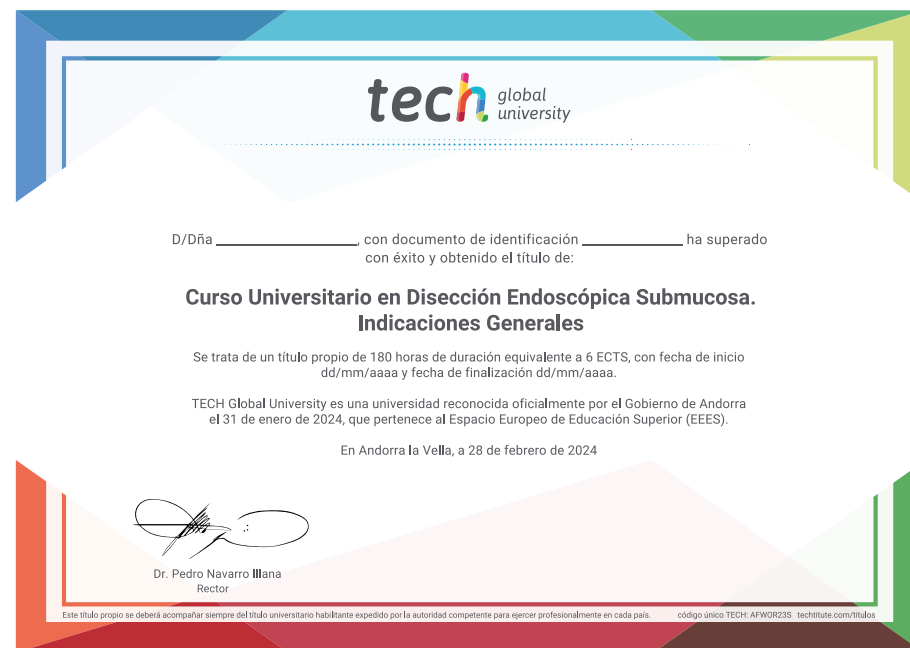 tech global university
D/Dña ____________________, con documento de identificación ______________ ha superado
con éxito y obtenido el título de:
Curso Universitario en Disección Endoscópica Submucosa.
Indicaciones Generales
Se trata de un título propio de 180 horas de duración equivalente a 6 ECTS, con fecha de inicio
dd/mm/aaaa y fecha de finalización dd/mm/aaaa.
TECH Global University es una universidad reconocida oficialmente por el Gobierno de Andorra
el 31 de enero de 2024, que pertenece al Espacio Europeo de Educación Superior (EEES).
En Andorra la Vella, a 28 de febrero de 2024
Dr. Pedro Navarro Illana
Rector
Este título propio se deberá acompañar siempre del título universitario habilitante expedido por la autoridad competente para ejercer profesionalmente en cada país. código único TECH: AFWOR23S techtitute.com/titulos